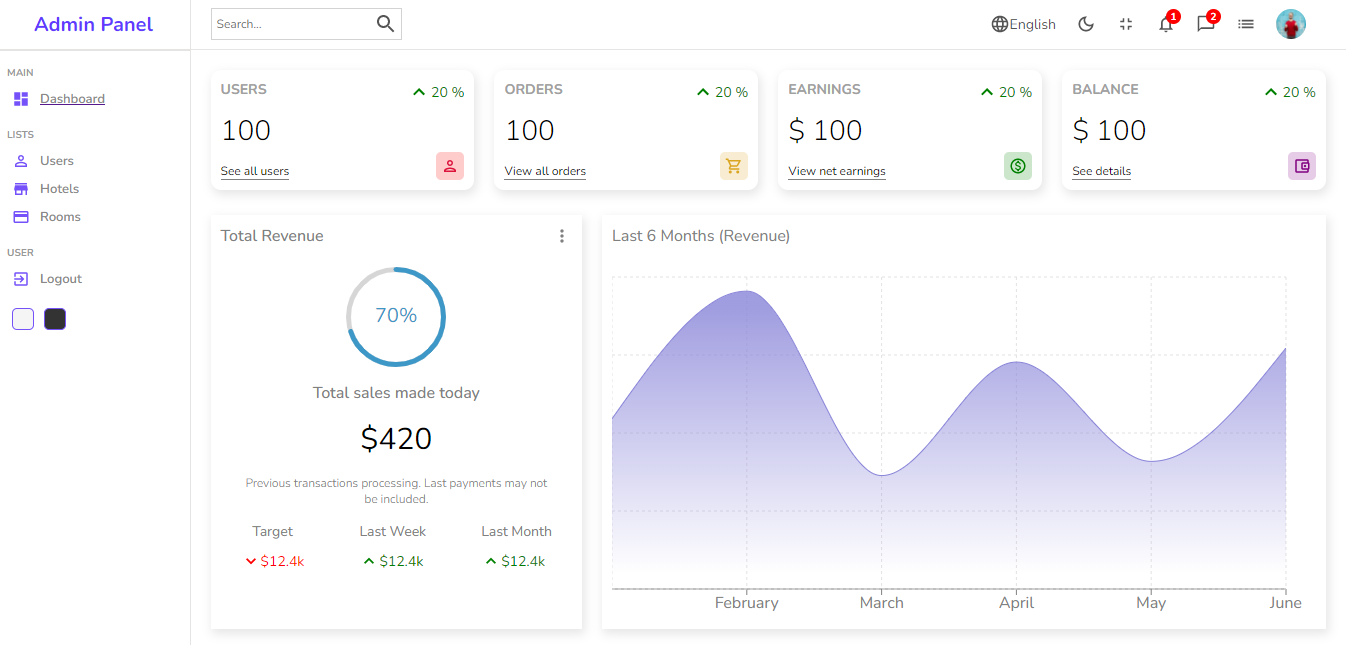 Admin Panel
Search...
English
1
2
MAIN
Dashboard
LISTS
Users
Hotels
Rooms
USER
Logout
USERS
20 %
100
See all users
ORDERS
20 %
100
View all orders
EARNINGS
20 %
$ 100
View net earnings
BALANCE
20 %
$ 100
See details
Total Revenue
70%
Total sales made today
$420
Previous transactions processing. Last payments may not
be included.
Target
Last Week
Last Month
$12.4k
$12.4k
$12.4k
Last 6 Months (Revenue)
February
March
April
May
June